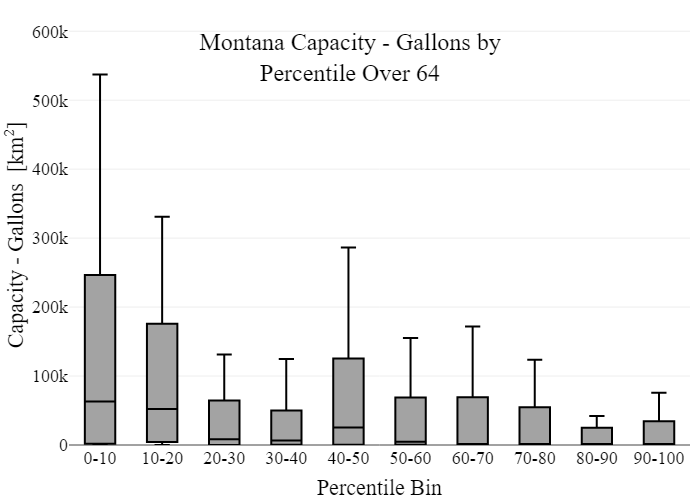 Montana Capacity - Gallons by
Percentile Over 64
Capacity - Gallons [km²]
600k
500k
400k
300k
200k
100k
0
0-10 10-20 20-30 30-40 40-50 50-60 60-70 70-80 80-90 90-100
Percentile Bin